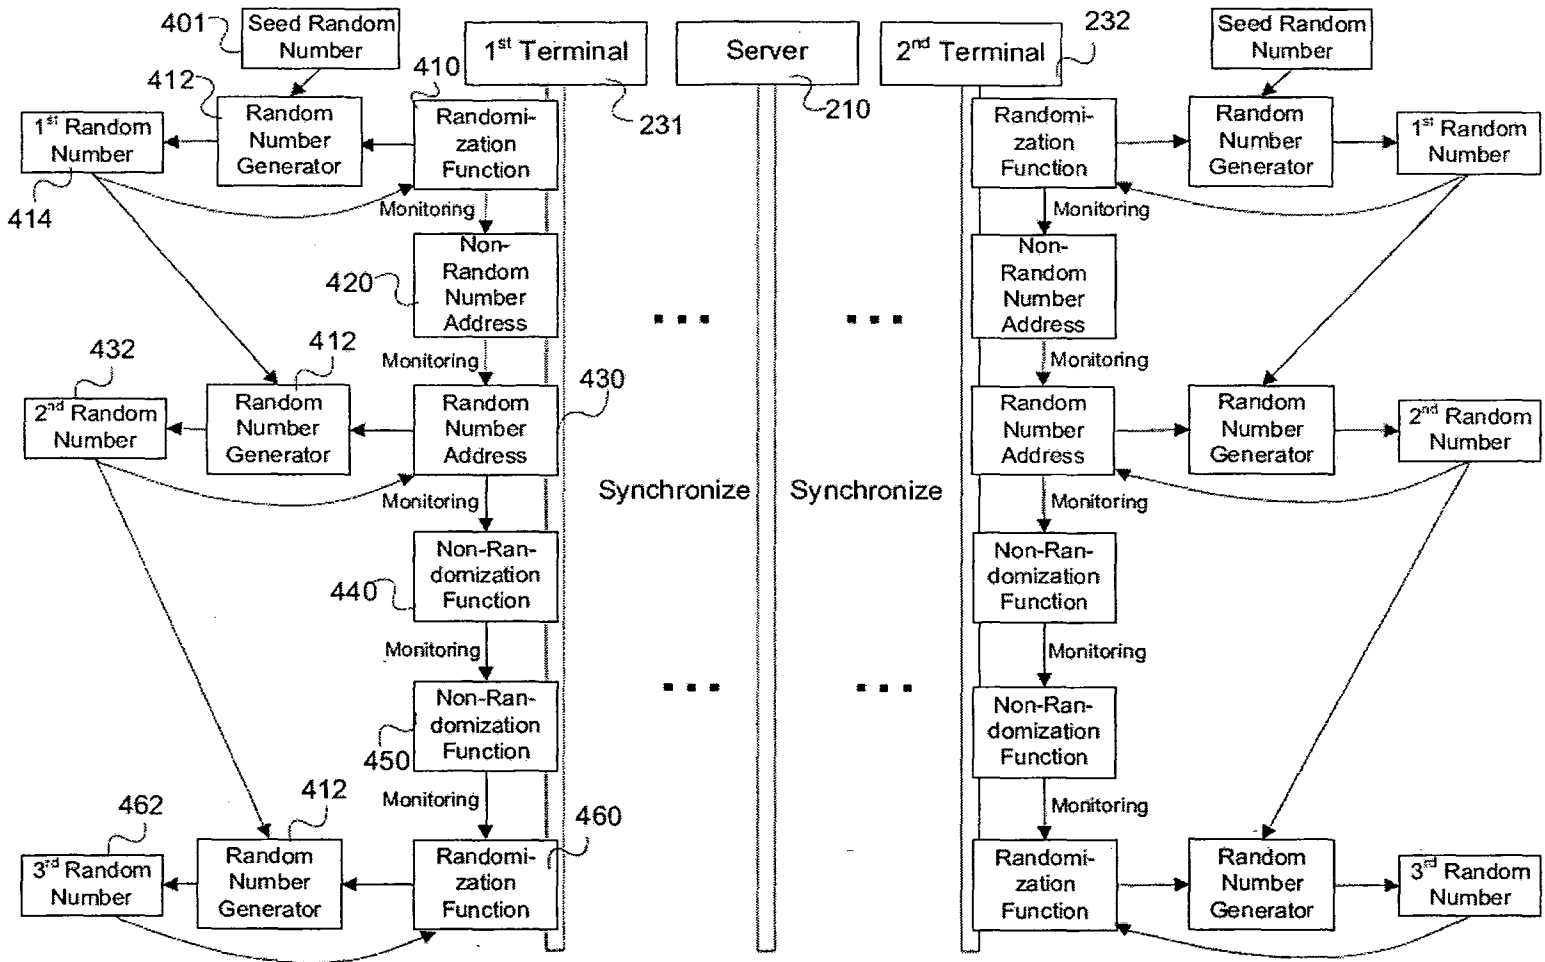 401
Seed Random
Number
1st Terminal
Server
2nd Terminal
232
Seed Random
Number
412
410
231
210
1st Random
Number
414
Random
Number
Generator
Randomi-
zation
Function
Randomi-
zation
Function
Random
Number
Generator
1st Random
Number
Monitoring
Monitoring
420
Non-
Random
Number
Address
Non-
Random
Number
Address
Monitoring
Monitoring
432
412
430
2nd Random
Number
Random
Number
Generator
Random
Number
Address
Random
Number
Address
Random
Number
Generator
2nd Random
Number
Monitoring
Synchronize
Synchronize
Monitoring
440
Non-Ran-
domization
Function
Non-Ran-
domization
Function
Monitoring
Monitoring
450
Non-Ran-
domization
Function
Non-Ran-
domization
Function
Monitoring
Monitoring
462
412
460
3rd Random
Number
Random
Number
Generator
Randomi-
zation
Function
Randomi-
zation
Function
Random
Number
Generator
3rd Random
Number